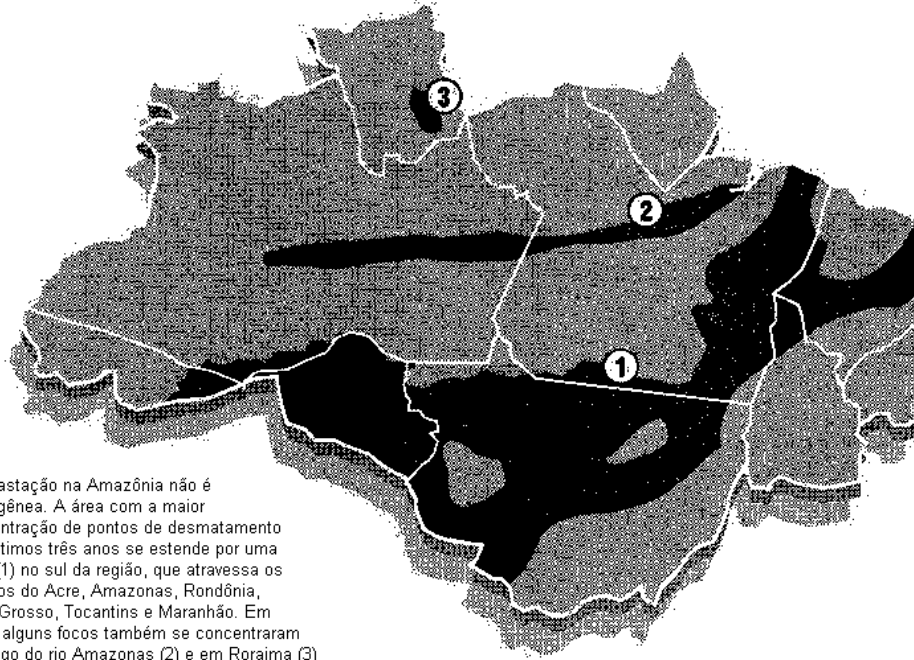 3
2
1
astação na Amazônia não é
gênea. A área com a maior
ntração de pontos de desmatamento
timos três anos se estende por uma
(1) no sul da região, que atravessa os
os do Acre, Amazonas, Rondônia,
Grosso, Tocantins e Maranhão. Em
alguns focos também se concentraram
go do rio Amazonas (2) e em Roraima (3)